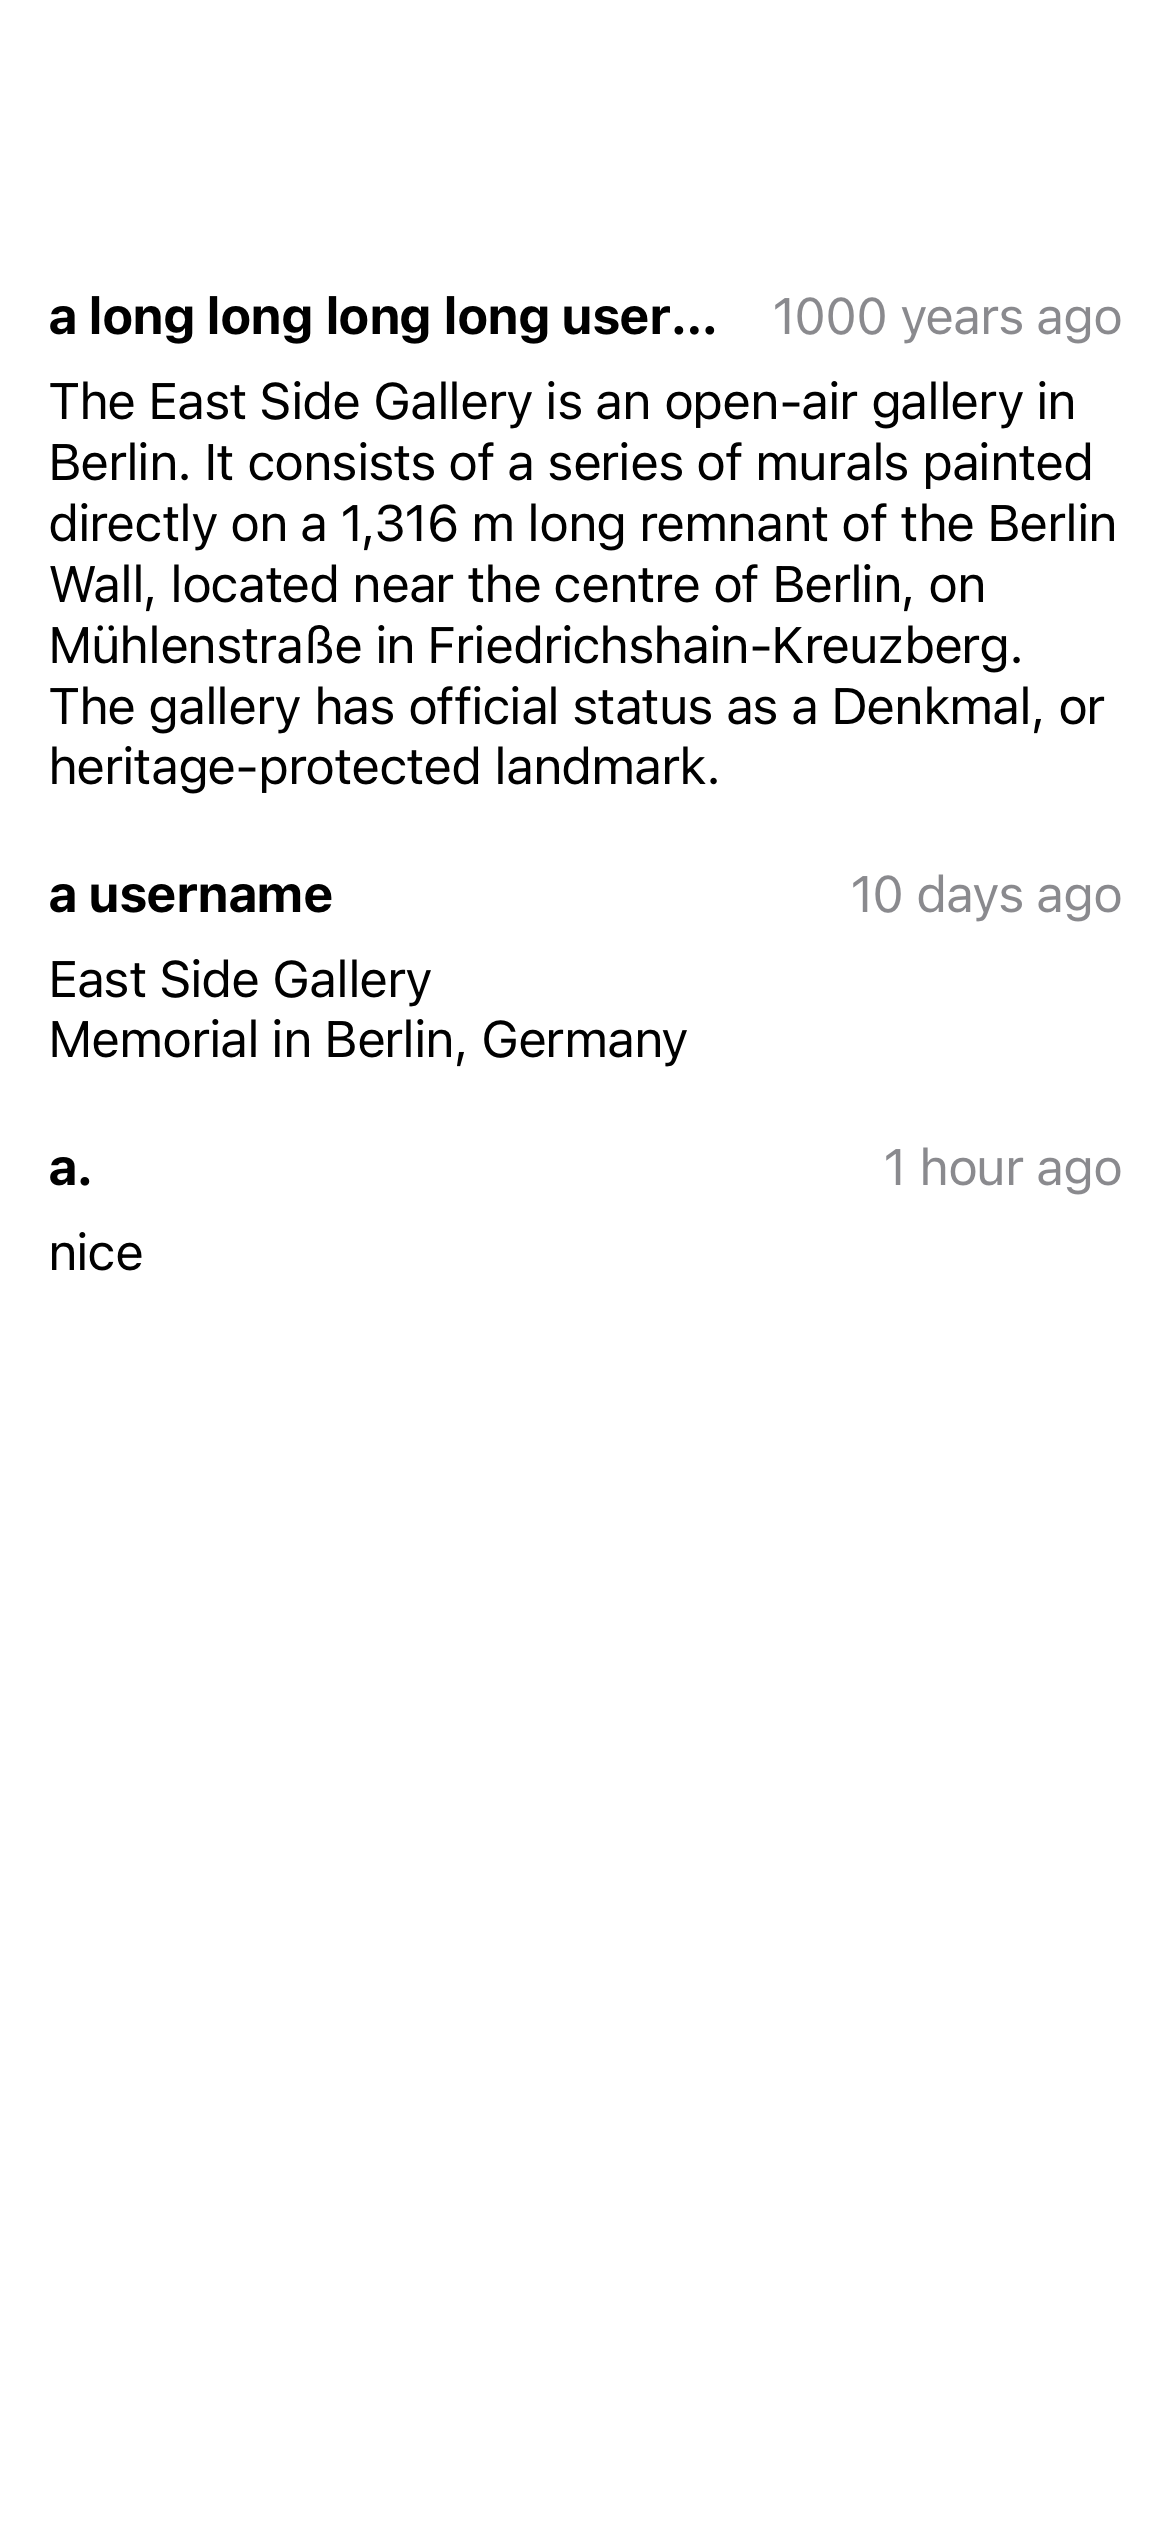 a long long long long user... 1000 years ago
The East Side Gallery is an open-air gallery in
Berlin. It consists of a series of murals painted
directly on a 1,316 m long remnant of the Berlin
Wall, located near the centre of Berlin, on
Mühlenstraße in Friedrichshain-Kreuzberg.
The gallery has official status as a Denkmal, or
heritage-protected landmark.
a username 10 days ago
East Side Gallery
Memorial in Berlin, Germany
a. 1 hour ago
nice